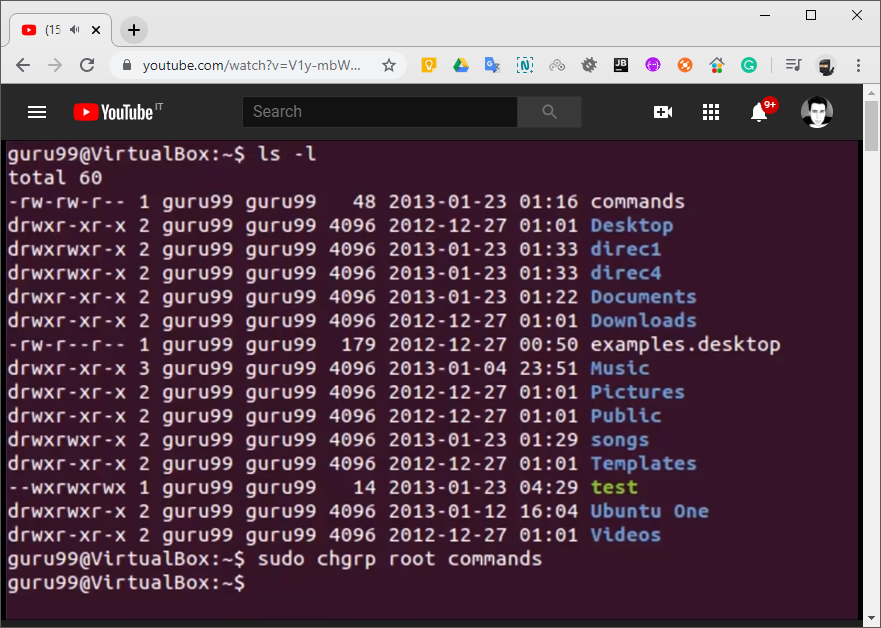 (15
youtube.com/watch?v=V1y-mbW...
JB
YouTube IT
Search
9+
guru99@VirtualBox:~$ ls -l
total 60
-rw-rw-r-- 1 guru99 guru99   48 2013-01-23 01:16 commands
drwxr-xr-x 2 guru99 guru99 4096 2012-12-27 01:01 Desktop
drwxrwxr-x 2 guru99 guru99 4096 2013-01-23 01:33 direc1
drwxrwxr-x 2 guru99 guru99 4096 2013-01-23 01:33 direc4
drwxr-xr-x 2 guru99 guru99 4096 2013-01-23 01:22 Documents
drwxr-xr-x 2 guru99 guru99 4096 2012-12-27 01:01 Downloads
-rw-r--r-- 1 guru99 guru99  179 2012-12-27 00:50 examples.desktop
drwxr-xr-x 3 guru99 guru99 4096 2013-01-04 23:51 Music
drwxr-xr-x 2 guru99 guru99 4096 2012-12-27 01:01 Pictures
drwxr-xr-x 2 guru99 guru99 4096 2012-12-27 01:01 Public
drwxrwxr-x 2 guru99 guru99 4096 2013-01-23 01:29 songs
drwxr-xr-x 2 guru99 guru99 4096 2012-12-27 01:01 Templates
--wxrwxrwx 1 guru99 guru99   14 2013-01-23 04:29 test
drwxrwxr-x 2 guru99 guru99 4096 2013-01-12 16:04 Ubuntu One
drwxr-xr-x 2 guru99 guru99 4096 2012-12-27 01:01 Videos
guru99@VirtualBox:~$ sudo chgrp root commands
guru99@VirtualBox:~$